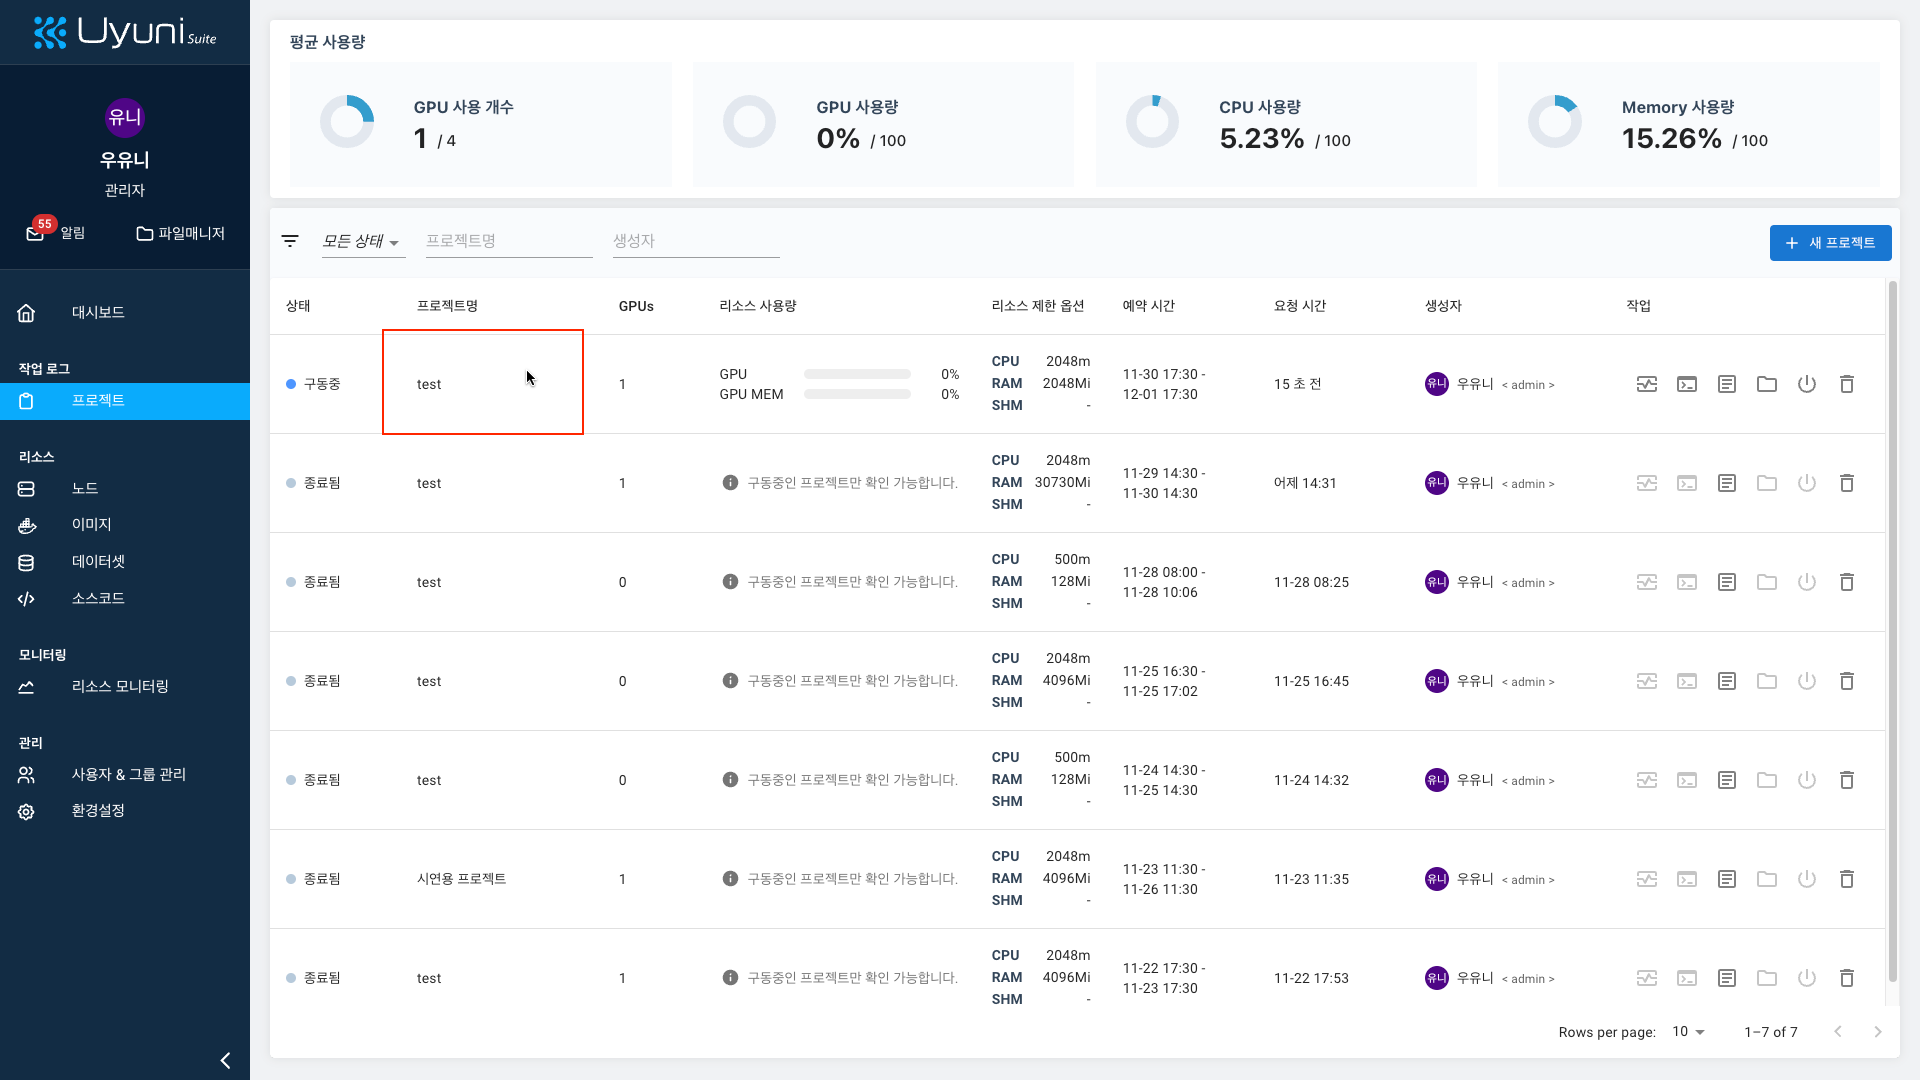 Uyuni Suite
유니
우유니
관리자
55
알림
파일매니저
대시보드
작업 로그
프로젝트
리소스
노드
이미지
데이터셋
소스코드
모니터링
리소스 모니터링
관리
사용자 & 그룹 관리
환경설정
평균 사용량
GPU 사용 개수
1 / 4
GPU 사용량
0% / 100
CPU 사용량
5.23% / 100
Memory 사용량
15.26% / 100
모든 상태
프로젝트명
생성자
+ 새 프로젝트
상태 프로젝트명 GPUs 리소스 사용량 리소스 제한 옵션 예약 시간 요청 시간 생성자 작업
구동중 test 1
GPU 0%
GPU MEM 0%
CPU 2048m
RAM 2048Mi
SHM -
11-30 17:30 -
12-01 17:30
15 초 전
유니 우유니 < admin >
종료됨 test 1
구동중인 프로젝트만 확인 가능합니다.
CPU 2048m
RAM 30730Mi
SHM -
11-29 14:30 -
11-30 14:30
어제 14:31
유니 우유니 < admin >
종료됨 test 0
구동중인 프로젝트만 확인 가능합니다.
CPU 500m
RAM 128Mi
SHM -
11-28 08:00 -
11-28 10:06
11-28 08:25
유니 우유니 < admin >
종료됨 test 0
구동중인 프로젝트만 확인 가능합니다.
CPU 2048m
RAM 4096Mi
SHM -
11-25 16:30 -
11-25 17:02
11-25 16:45
유니 우유니 < admin >
종료됨 test 0
구동중인 프로젝트만 확인 가능합니다.
CPU 500m
RAM 128Mi
SHM -
11-24 14:30 -
11-25 14:30
11-24 14:32
유니 우유니 < admin >
종료됨 시연용 프로젝트 1
구동중인 프로젝트만 확인 가능합니다.
CPU 2048m
RAM 4096Mi
SHM -
11-23 11:30 -
11-26 11:30
11-23 11:35
유니 우유니 < admin >
종료됨 test 1
구동중인 프로젝트만 확인 가능합니다.
CPU 2048m
RAM 4096Mi
SHM -
11-22 17:30 -
11-23 17:30
11-22 17:53
유니 우유니 < admin >
Rows per page: 10 1–7 of 7